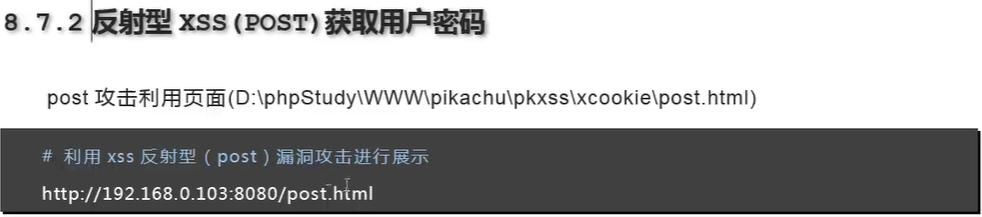 8.7.2 反射型 XSS(POST)获取用户密码
post 攻击利用页面(D:\phpStudy\WWW\pikachu\pkxss\xcookie\post.html)
# 利用 xss 反射型（post）漏洞攻击进行展示
http://192.168.0.103:8080/post.html